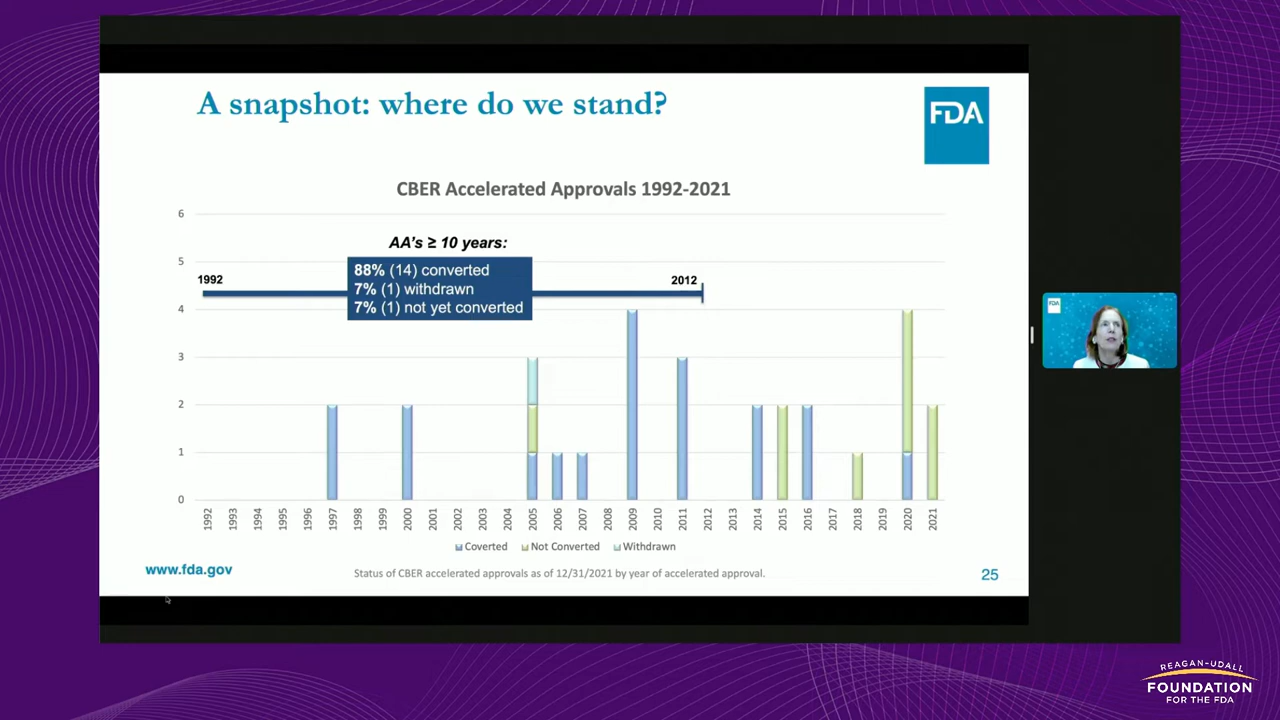 A snapshot: where do we stand?
FDA
CBER Accelerated Approvals 1992-2021
6
AA's ≥ 10 years:
5
88% (14) converted
1992
2012
7% (1) withdrawn
7% (1) not yet converted
4
3
2
1
0
1992 1993 1994 1995 1996 1997 1998 1999 2000 2001 2002 2003 2004 2005 2006 2007 2008 2009 2010 2011 2012 2013 2014 2015 2016 2017 2018 2019 2020 2021
Coverted Not Converted Withdrawn
www.fda.gov
Status of CBER accelerated approvals as of 12/31/2021 by year of accelerated approval.
25
FDA
REAGAN-UDALL
FOUNDATION
FOR THE FDA